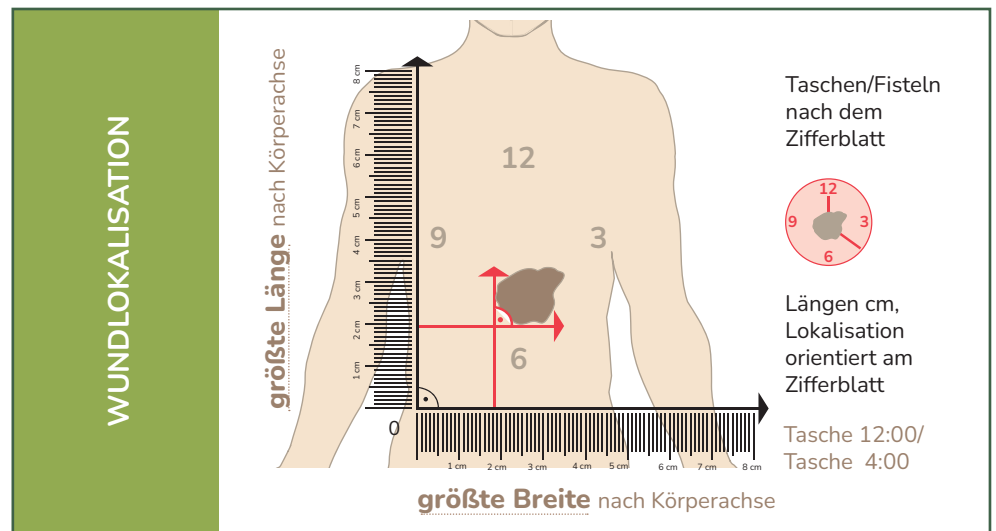 WUNDLOKALISATION
größte Länge nach Körperachse
8 cm
7 cm
6 cm
5 cm
4 cm
3 cm
2 cm
1 cm
0
12
9
3
6
1 cm 2 cm 3 cm 4 cm 5 cm 6 cm 7 cm 8 cm
größte Breite nach Körperachse
Taschen/Fisteln
nach dem
Zifferblatt
12
9 3
6
Längen cm,
Lokalisation
orientiert am
Zifferblatt
Tasche 12:00/
Tasche 4:00